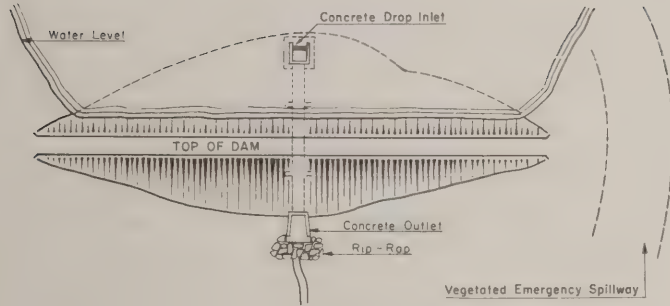 Concrete Drop Inlet
Water Level
TOP OF DAM
Concrete Outlet
Rip-Rap
Vegetated Emergency Spillway